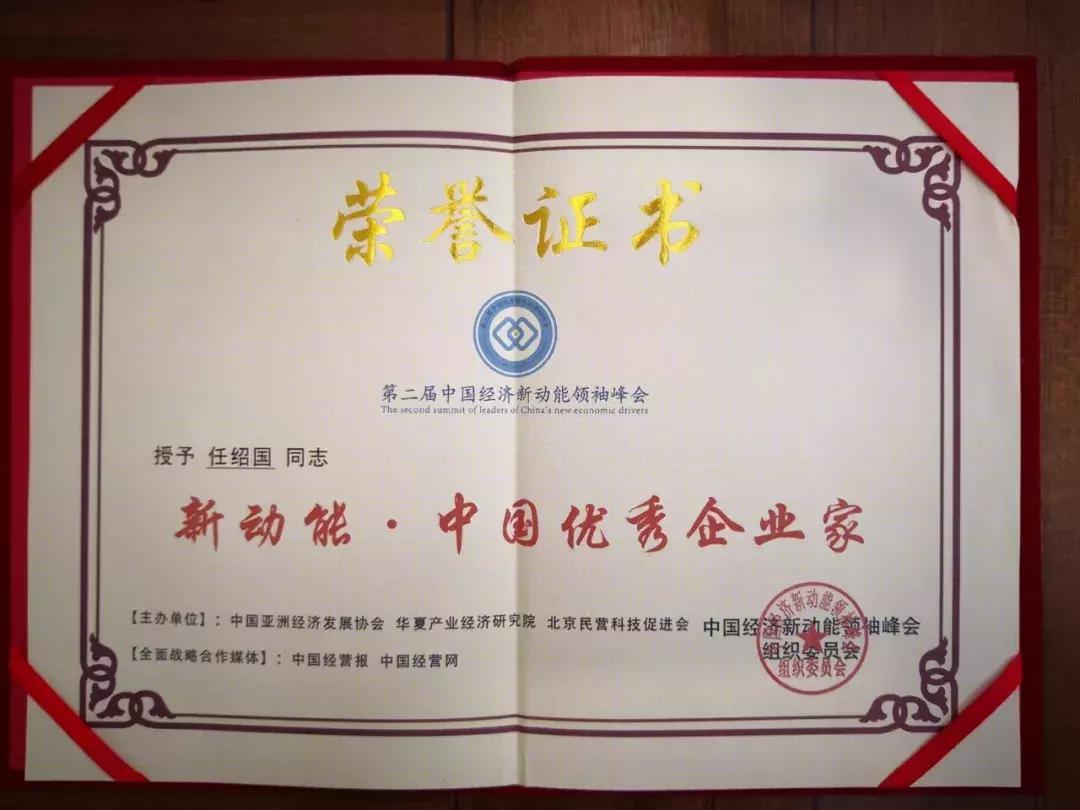 荣誉证书
第二届中国经济新动能领袖峰会
The second summit of leaders of China's new economic drivers
授予 任绍国 同志
新动能·中国优秀企业家
【主办单位】：中国亚洲经济发展协会 华夏产业经济研究院 北京民营科技促进会
【全面战略合作媒体】：中国经营报 中国经营网
中国经济新动能领袖峰会
组织委员会
组织委员会